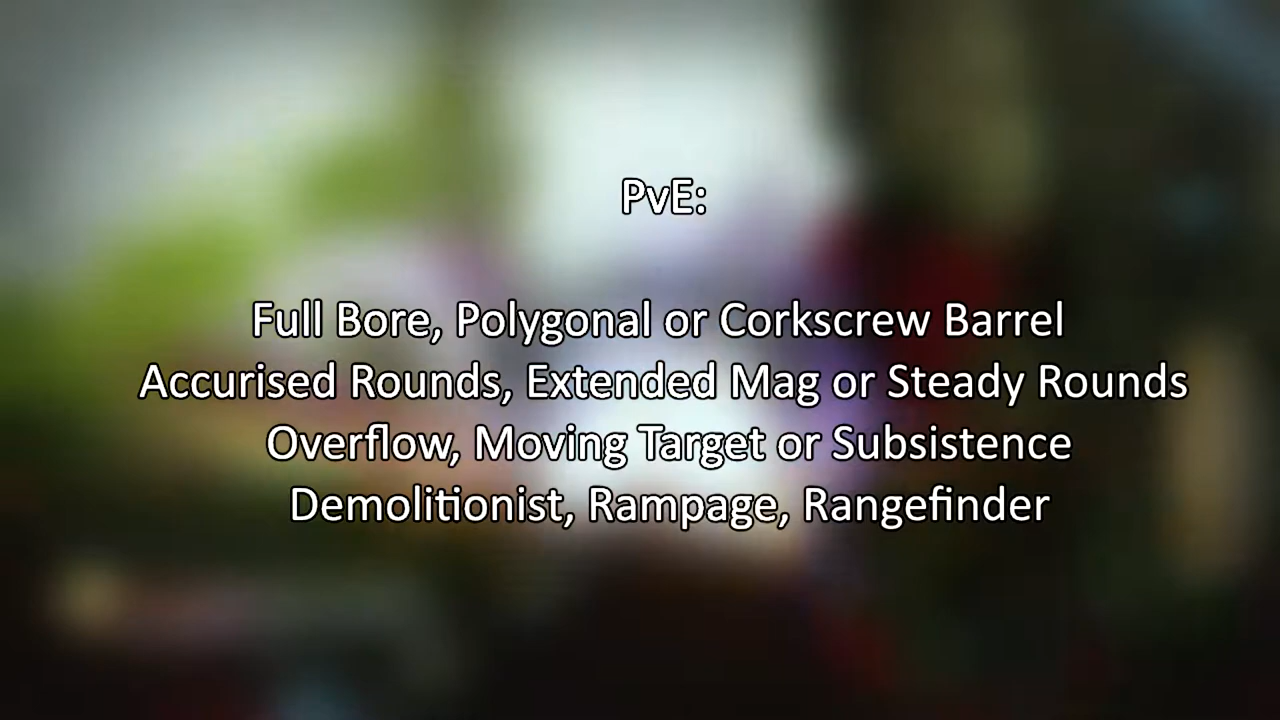 PvE:
Full Bore, Polygonal or Corkscrew Barrel
Accurised Rounds, Extended Mag or Steady Rounds
Overflow, Moving Target or Subsistence
Demolitionist, Rampage, Rangefinder